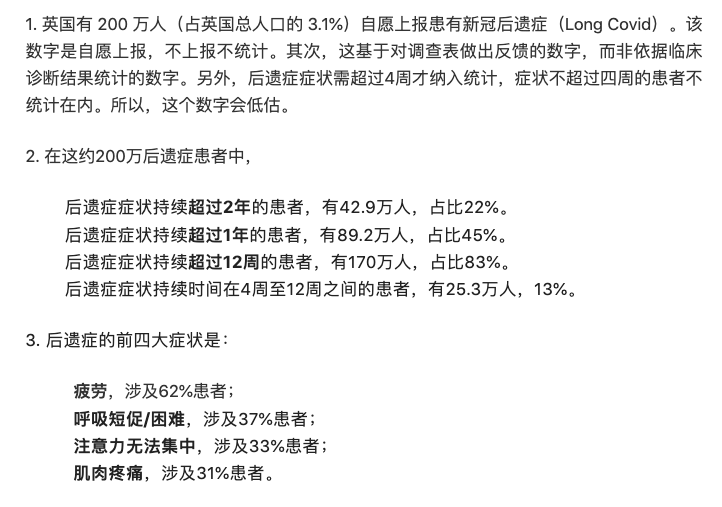 1. 英国有 200 万人（占英国总人口的 3.1%）自愿上报患有新冠后遗症（Long Covid）。该
数字是自愿上报，不上报不统计。其次，这基于对调查表做出反馈的数字，而非依据临床
诊断结果统计的数字。另外，后遗症症状需超过4周才纳入统计，症状不超过四周的患者不
统计在内。所以，这个数字会低估。
2. 在这约200万后遗症患者中，
后遗症症状持续超过2年的患者，有42.9万人，占比22%。
后遗症症状持续超过1年的患者，有89.2万人，占比45%。
后遗症症状持续超过12周的患者，有170万人，占比83%。
后遗症症状持续时间在4周至12周之间的患者，有25.3万人，13%。
3. 后遗症的前四大症状是：
疲劳，涉及62%患者；
呼吸短促/困难，涉及37%患者；
注意力无法集中，涉及33%患者；
肌肉疼痛，涉及31%患者。